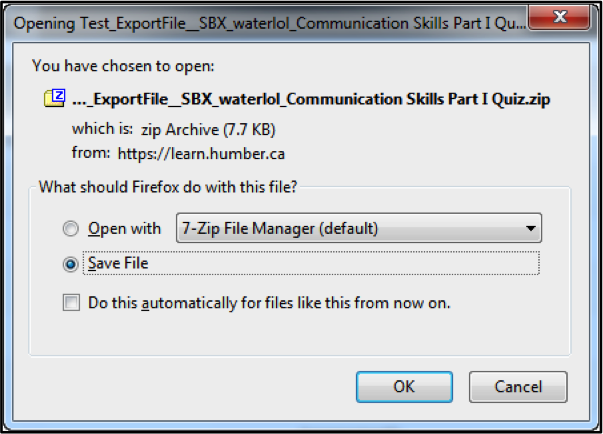 Opening Test_ExportFile__SBX_waterlol_Communication Skills Part I Qu...
You have chosen to open:
..._ExportFile__SBX_waterlol_Communication Skills Part I Quiz.zip
which is: zip Archive (7.7 KB)
from: https://learn.humber.ca
What should Firefox do with this file?
Open with 7-Zip File Manager (default)
Save File
Do this automatically for files like this from now on.
OK Cancel